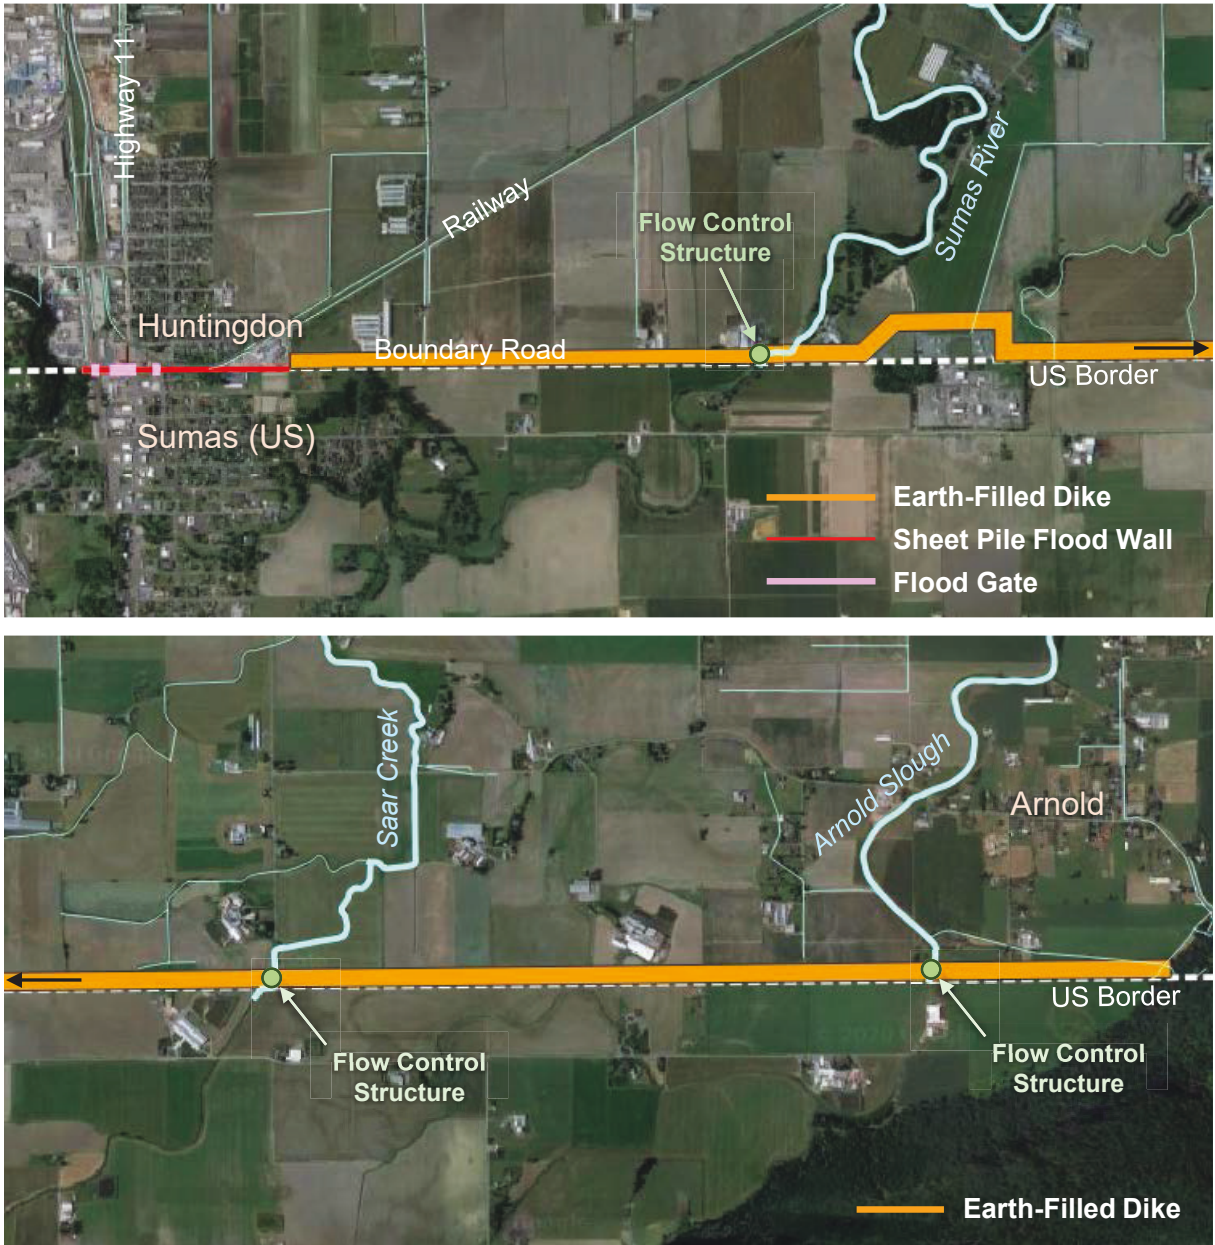 Highway 11
Railway
Sumas River
Flow Control
Structure
Huntingdon
Boundary Road
US Border
Sumas (US)
Earth-Filled Dike
Sheet Pile Flood Wall
Flood Gate
Saar Creek
Arnold Slough
Arnold
US Border
Flow Control
Structure
Flow Control
Structure
Earth-Filled Dike